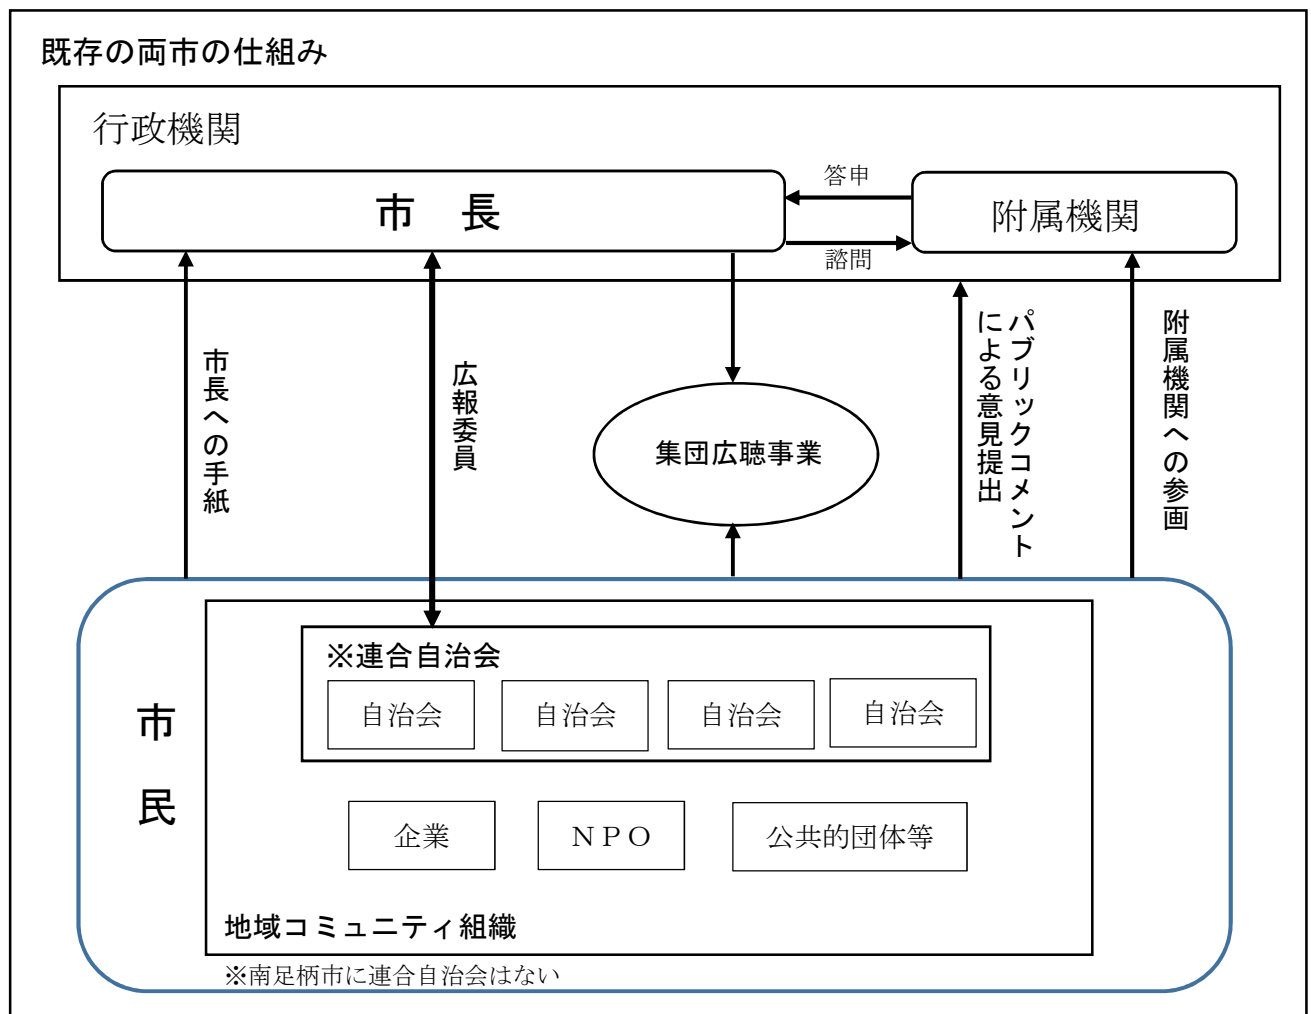 既存の両市の仕組み
行政機関
市　長
答申
諮問
附属機関
市長への手紙
広報委員
集団広聴事業
パブリックコメント
による意見提出
附属機関への参画
市民
※連合自治会
自治会
自治会
自治会
自治会
企業
ＮＰＯ
公共的団体等
地域コミュニティ組織
※南足柄市に連合自治会はない